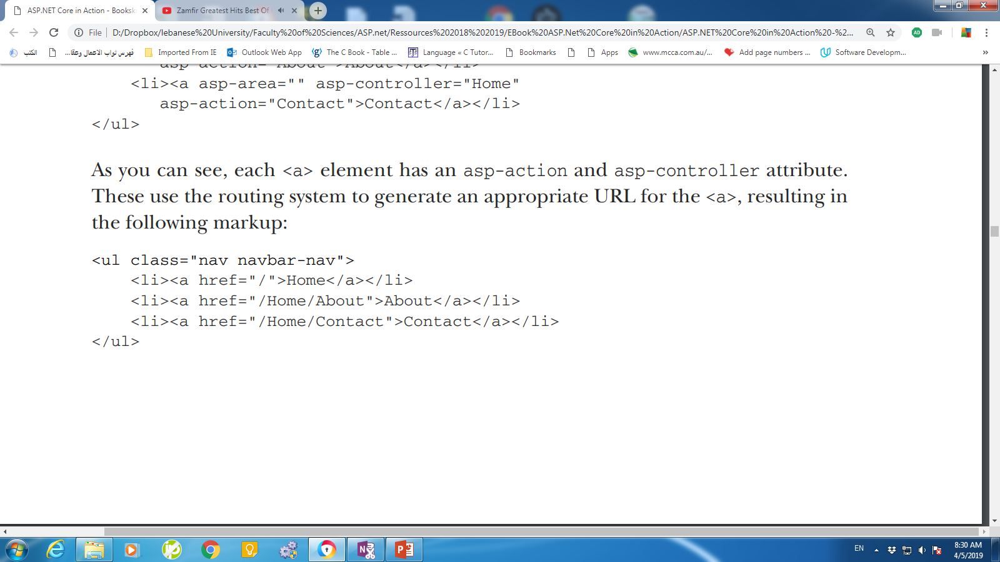 ASP.NET Core in Action - Booksk
Zamfir Greatest Hits Best Of
File | D:/Dropbox/lebanese%20University/Faculty%20of%20Sciences/ASP.net/Ressources%202018%202019/EBook%20ASP.Net%20Core%20in%20Action/ASP.NET%20Core%20in%20Action%20-%2...
الكتب
فهرس ثواب الاعمال وعقا...
Imported From IE
Outlook Web App
The C Book - Table ...
Language « C Tutor...
Bookmarks
Apps
www.mcca.com.au/...
Add page numbers ...
Software Developm...
»
asp-action="About">About</a></li>
<li><a asp-area="" asp-controller="Home"
asp-action="Contact">Contact</a></li>
</ul>
As you can see, each <a> element has an asp-action and asp-controller attribute.
These use the routing system to generate an appropriate URL for the <a>, resulting in
the following markup:
<ul class="nav navbar-nav">
<li><a href="/">Home</a></li>
<li><a href="/Home/About">About</a></li>
<li><a href="/Home/Contact">Contact</a></li>
</ul>
EN
8:30 AM
4/5/2019